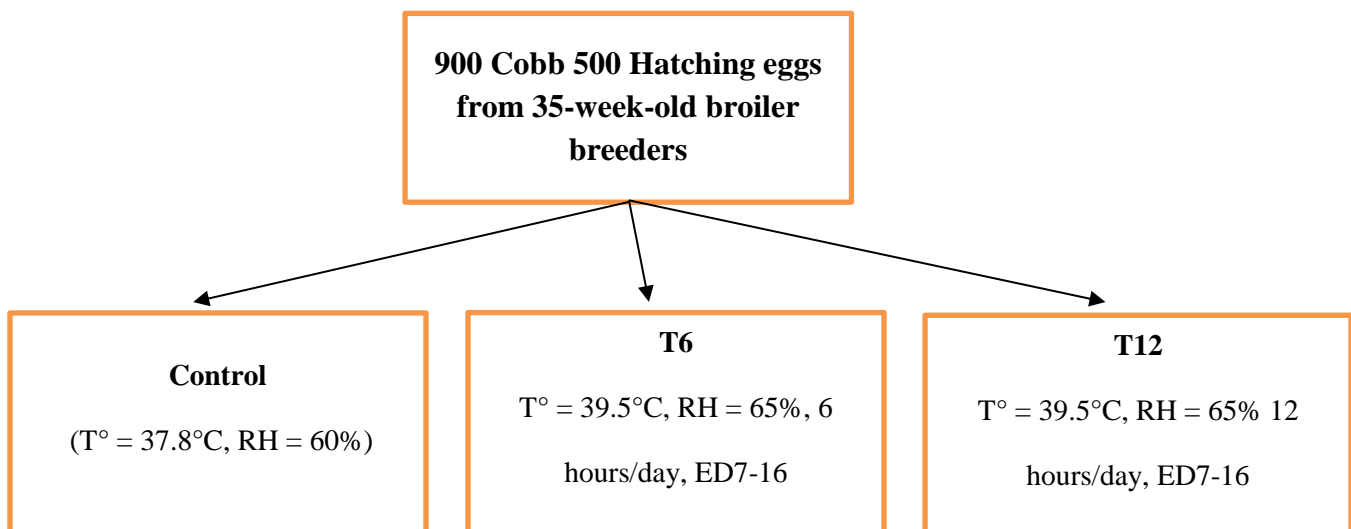 900 Cobb 500 Hatching eggs
from 35-week-old broiler
breeders
Control
(T° = 37.8°C, RH = 60%)
T6
T° = 39.5°C, RH = 65%, 6
hours/day, ED7-16
T12
T° = 39.5°C, RH = 65% 12
hours/day, ED7-16